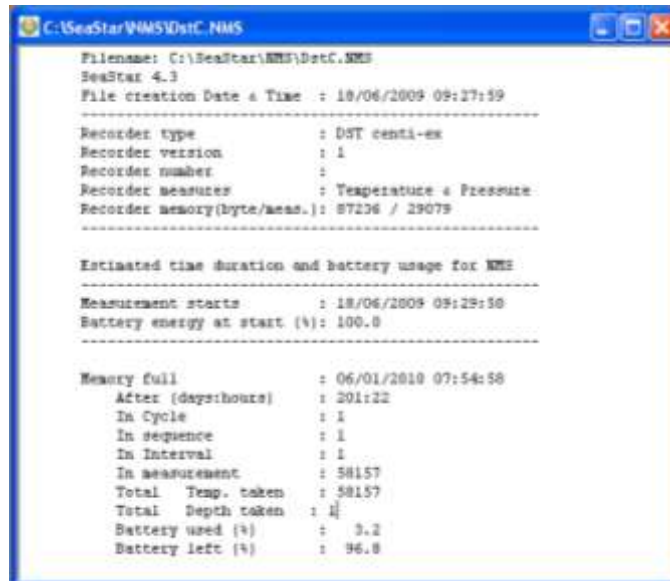 C:\SeaStar\NMS\DstC.NMS
Filename: C:\SeaStar\NMS\DstC.NMS
SeaStar 4.3
File creation Date & Time : 18/06/2009 09:27:59
--------------------------------------------------------
Recorder type : DST centi-ex
Recorder version : 1
Recorder number :
Recorder measures : Temperature & Pressure
Recorder memory(byte/meas.): 87236 / 29079
--------------------------------------------------------
Estimated time duration and battery usage for NMS
--------------------------------------------------------
Measurement starts : 18/06/2009 09:29:58
Battery energy at start (%): 100.0
--------------------------------------------------------
Memory full : 06/01/2010 07:54:58
After (days:hours) : 201:22
In Cycle : 1
In sequence : 1
In Interval : 1
In measurement : 58157
Total Temp. taken : 58157
Total Depth taken : 1
Battery used (%) : 3.2
Battery left (%) : 96.8